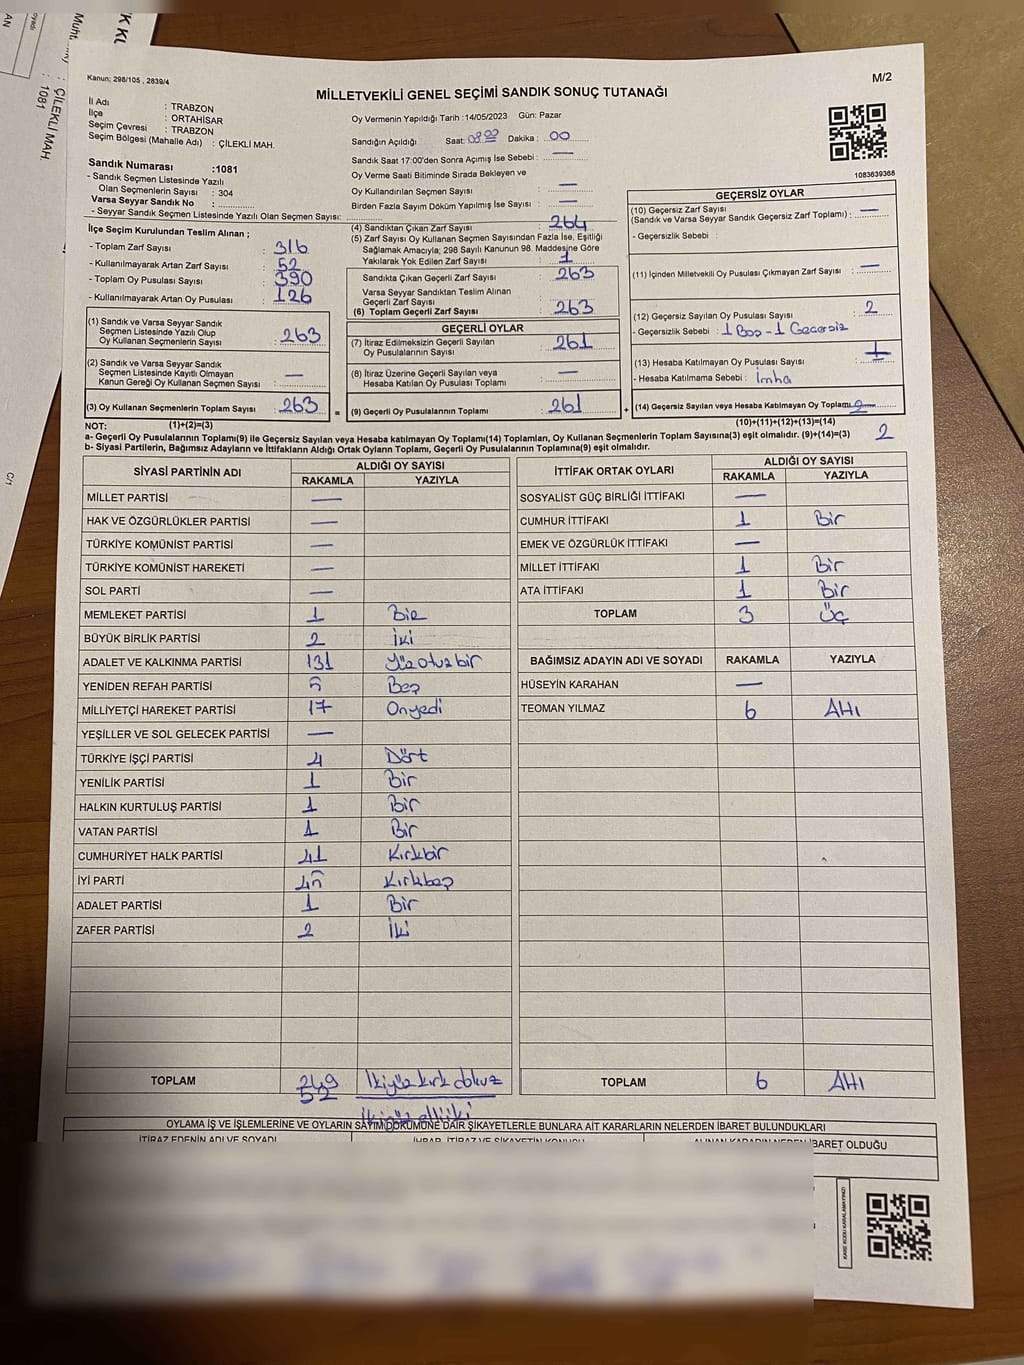 K KL
Muht
: ÇİLEKLİ MAH.
: 1081
C/1
Kanun; 298/105 , 2839/4
M/2
MİLLETVEKİLİ GENEL SEÇİMİ SANDIK SONUÇ TUTANAĞI
İl Adı : TRABZON
İlçe : ORTAHİSAR
Seçim Çevresi : TRABZON
Seçim Bölgesi (Mahalle Adı) : ÇİLEKLİ MAH.
Oy Vermenin Yapıldığı Tarih :14/05/2023 Gün: Pazar
Sandığın Açıldığı : Saat: 08 00 Dakika: 00
Sandık Saat 17:00'den Sonra Açımış İse Sebebi : —
Oy Verme Saati Bitiminde Sırada Bekleyen ve
Oy Kullandırılan Seçmen Sayısı : —
Birden Fazla Sayım Döküm Yapılmış İse Sayısı : —
1083639368
Sandık Numarası :1081
- Sandık Seçmen Listesinde Yazılı
Olan Seçmenlerin Sayısı : 304
Varsa Seyyar Sandık No :
- Seyyar Sandık Seçmen Listesinde Yazılı Olan Seçmen Sayısı:
İlçe Seçim Kurulundan Teslim Alınan ;
- Toplam Zarf Sayısı : 316
- Kullanılmayarak Artan Zarf Sayısı : 52
- Toplam Oy Pusulası Sayısı : 390
- Kullanılmayarak Artan Oy Pusulası : 126
(1) Sandık ve Varsa Seyyar Sandık
Seçmen Listesinde Yazılı Olup
Oy Kullanan Seçmenlerin Sayısı : 263
(2) Sandık ve Varsa Seyyar Sandık
Seçmen Listesinde Kayıtlı Olmayan
Kanun Gereği Oy Kullanan Seçmen Sayısı : —
(3) Oy Kullanan Seçmenlerin Toplam Sayısı : 263 =
(4) Sandıktan Çıkan Zarf Sayısı : 264
(5) Zarf Sayısı Oy Kullanan Seçmen Sayısından Fazla İse, Eşitliği
Sağlamak Amacıyla; 298 Sayılı Kanunun 98. Maddesine Göre
Yakılarak Yok Edilen Zarf Sayısı : 1
Sandıkta Çıkan Geçerli Zarf Sayısı : 263
Varsa Seyyar Sandıktan Teslim Alınan
Geçerli Zarf Sayısı :
(6) Toplam Geçerli Zarf Sayısı : 263
GEÇERLİ OYLAR
(7) İtiraz Edilmeksizin Geçerli Sayılan
Oy Pusulalarının Sayısı : 261
(8) İtiraz Üzerine Geçerli Sayılan veya
Hesaba Katılan Oy Pusulası Toplamı : —
(9) Geçerli Oy Pusulalarının Toplamı : 261 +
GEÇERSİZ OYLAR
(10) Geçersiz Zarf Sayısı
(Sandık ve Varsa Seyyar Sandık Geçersiz Zarf Toplamı) : —
- Geçersizlik Sebebi :
(11) İçinden Milletvekili Oy Pusulası Çıkmayan Zarf Sayısı : —
(12) Geçersiz Sayılan Oy Pusulası Sayısı : 2
- Geçersizlik Sebebi : 1 Boş - 1 Geçersiz
(13) Hesaba Katılmayan Oy Pusulası Sayısı : 1
- Hesaba Katılmama Sebebi : imha
(14) Geçersiz Sayılan veya Hesaba Katılmayan Oy Toplamı: 2
NOT: (1)+(2)=(3)
(10)+(11)+(12)+(13)=(14)
a- Geçerli Oy Pusulalarının Toplamı(9) ile Geçersiz Sayılan veya Hesaba katılmayan Oy Toplamı(14) Toplamları, Oy Kullanan Seçmenlerin Toplam Sayısına(3) eşit olmalıdır. (9)+(14)=(3) 2
b- Siyasi Partilerin, Bağımsız Adayların ve İttifakların Aldığı Ortak Oyların Toplamı, Geçerli Oy Pusulalarının Toplamına(9) eşit olmalıdır.
SİYASİ PARTİNİN ADI ALDIĞI OY SAYISI
RAKAMLA YAZIYLA
MİLLET PARTİSİ —
HAK VE ÖZGÜRLÜKLER PARTİSİ —
TÜRKİYE KOMÜNİST PARTİSİ —
TÜRKİYE KOMÜNİST HAREKETİ —
SOL PARTİ —
MEMLEKET PARTİSİ 1 Bir
BÜYÜK BİRLİK PARTİSİ 2 İki
ADALET VE KALKINMA PARTİSİ 131 Yüzotuzbir
YENİDEN REFAH PARTİSİ 5 Beş
MİLLİYETÇİ HAREKET PARTİSİ 17 Onyedi
YEŞİLLER VE SOL GELECEK PARTİSİ —
TÜRKİYE İŞÇİ PARTİSİ 4 Dört
YENİLİK PARTİSİ 1 Bir
HALKIN KURTULUŞ PARTİSİ 1 Bir
VATAN PARTİSİ 1 Bir
CUMHURİYET HALK PARTİSİ 41 Kırkbir
İYİ PARTİ 45 Kırkbeş
ADALET PARTİSİ 1 Bir
ZAFER PARTİSİ 2 İki
TOPLAM 249 İkiyüzkırkdokuz
52 İkiyüzelliiki
İTTİFAK ORTAK OYLARI ALDIĞI OY SAYISI
RAKAMLA YAZIYLA
SOSYALİST GÜÇ BİRLİĞİ İTTİFAKI —
CUMHUR İTTİFAKI 1 Bir
EMEK VE ÖZGÜRLÜK İTTİFAKI —
MİLLET İTTİFAKI 1 Bir
ATA İTTİFAKI 1 Bir
TOPLAM 3 Üç
BAĞIMSIZ ADAYIN ADI VE SOYADI RAKAMLA YAZIYLA
HÜSEYİN KARAHAN —
TEOMAN YILMAZ 6 AHı
TOPLAM 6 AHı
OYLAMA İŞ VE İŞLEMLERİNE VE OYLARIN SAYIM DÖKÜMÜNE DAİR ŞİKAYETLERLE BUNLARA AİT KARARLARIN NELERDEN İBARET BULUNDUKLARI
İTİRAZ EDENİN ADI VE SOYADI İHBAR, İTİRAZ VE ŞİKAYETİN KONUSU ALINAN KARARIN NEDEN İBARET OLDUĞU
KARE KODU KARALAMAYINIZ!